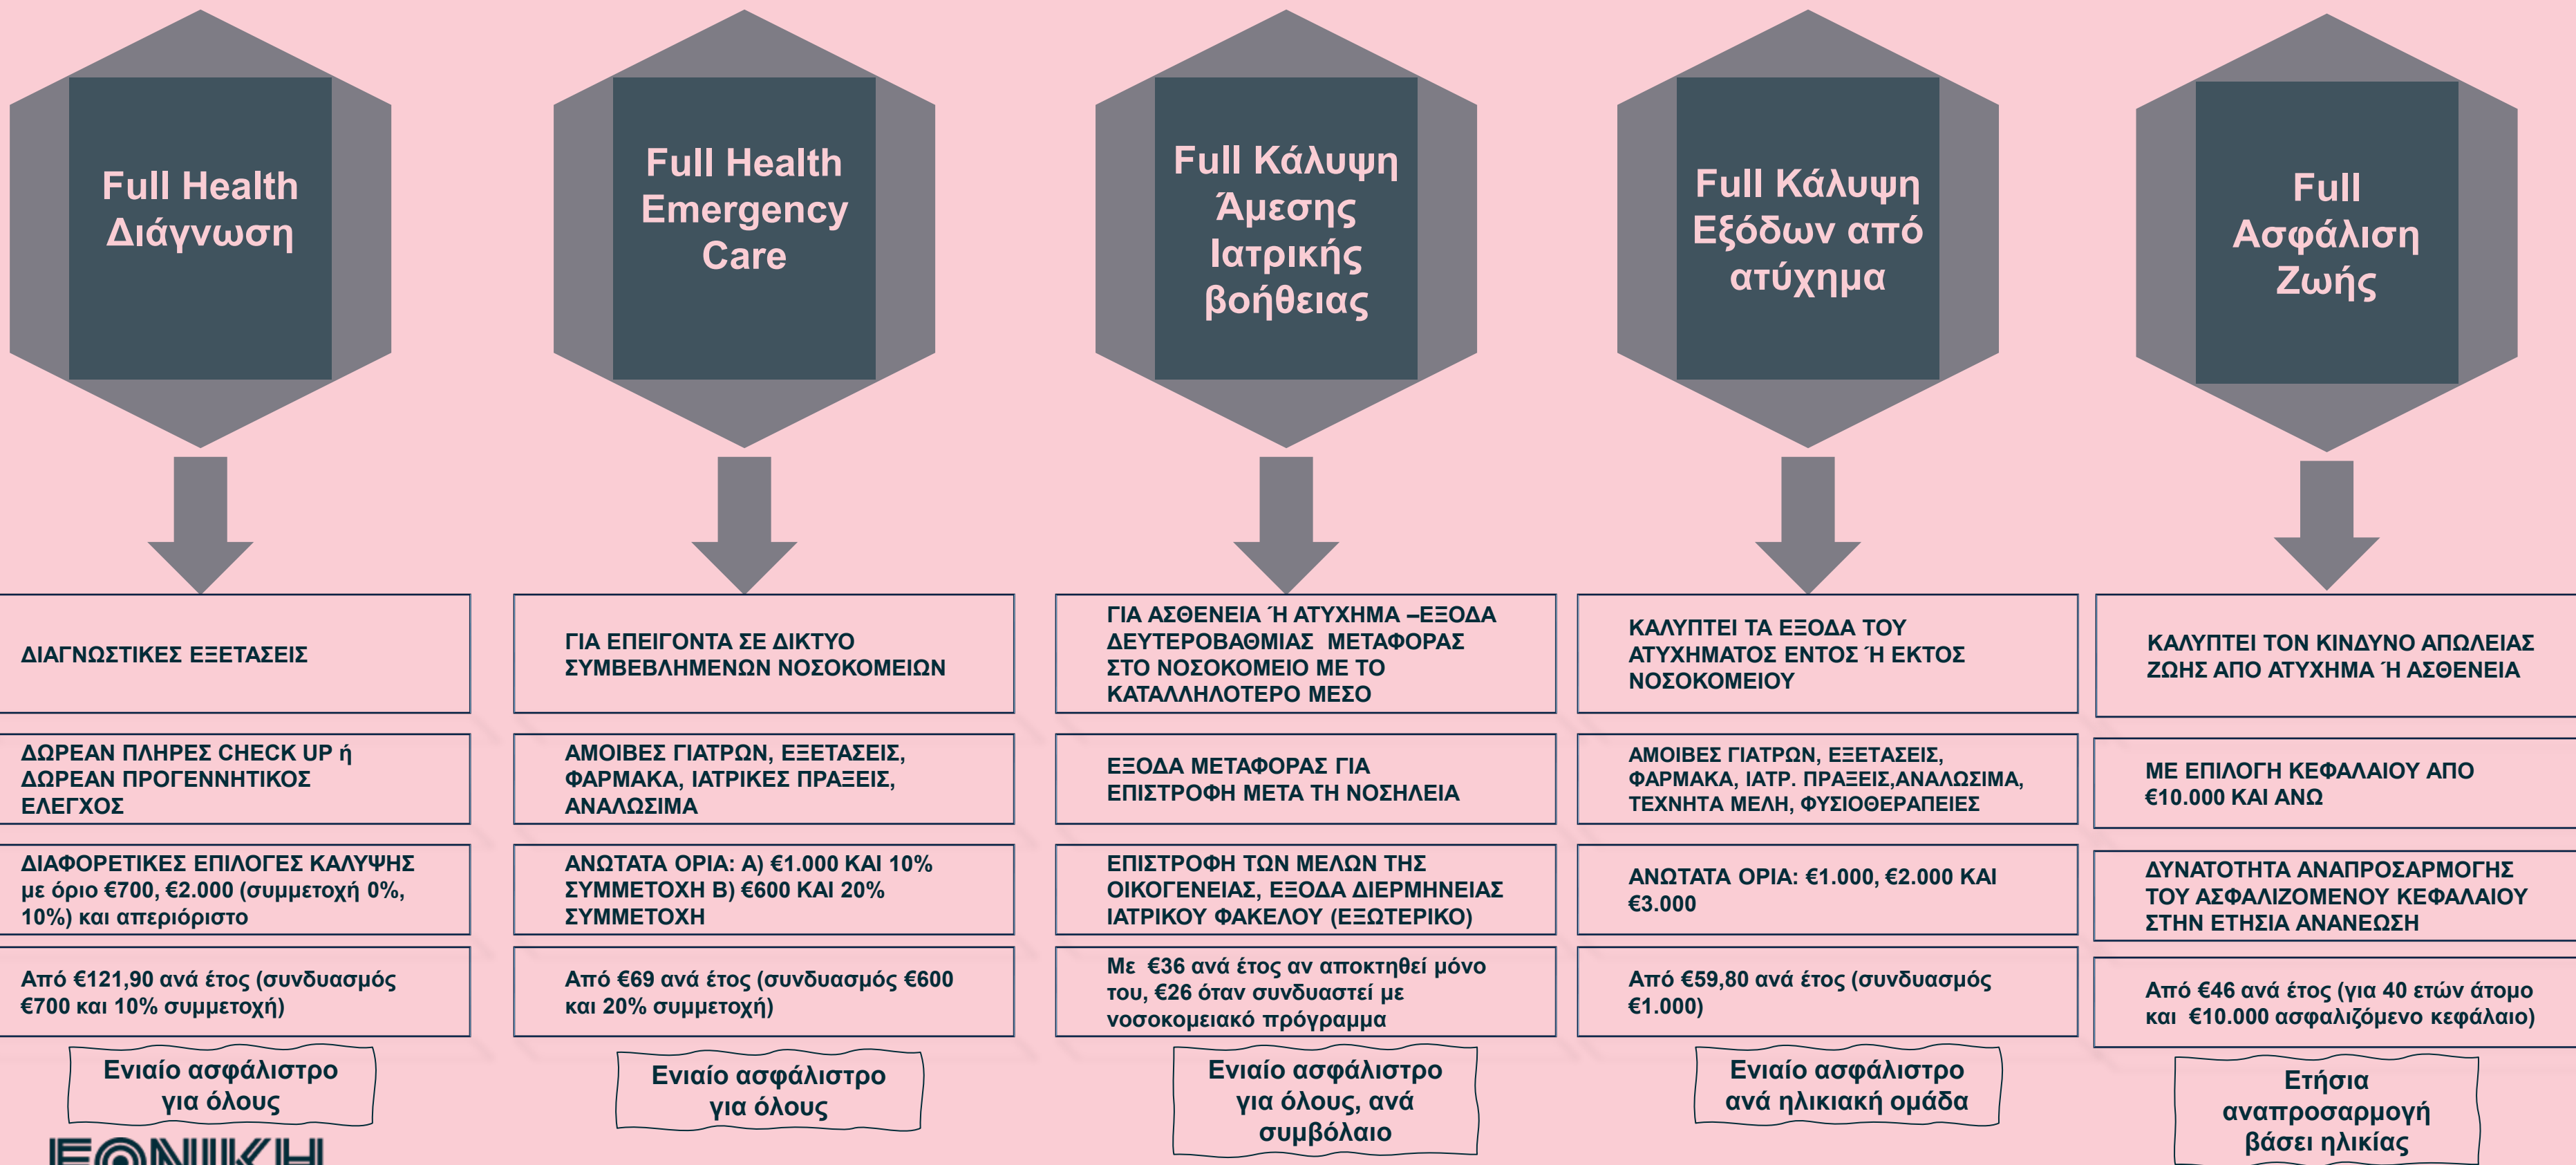 Full Health
Διάγνωση
Full Health
Emergency
Care
Full Κάλυψη
Άμεσης
Ιατρικής
βοήθειας
Full Κάλυψη
Εξόδων από
ατύχημα
Full
Ασφάλιση
Ζωής
ΔΙΑΓΝΩΣΤΙΚΕΣ ΕΞΕΤΑΣΕΙΣ
ΔΩΡΕΑΝ ΠΛΗΡΕΣ CHECK UP ή
ΔΩΡΕΑΝ ΠΡΟΓΕΝΝΗΤΙΚΟΣ
ΕΛΕΓΧΟΣ
ΔΙΑΦΟΡΕΤΙΚΕΣ ΕΠΙΛΟΓΕΣ ΚΑΛΥΨΗΣ
με όριο €700, €2.000 (συμμετοχή 0%,
10%) και απεριόριστο
Από €121,90 ανά έτος (συνδυασμός
€700 και 10% συμμετοχή)
Ενιαίο ασφάλιστρο
για όλους
ΓΙΑ ΕΠΕΙΓΟΝΤΑ ΣΕ ΔΙΚΤΥΟ
ΣΥΜΒΕΒΛΗΜΕΝΩΝ ΝΟΣΟΚΟΜΕΙΩΝ
ΑΜΟΙΒΕΣ ΓΙΑΤΡΩΝ, ΕΞΕΤΑΣΕΙΣ,
ΦΑΡΜΑΚΑ, ΙΑΤΡΙΚΕΣ ΠΡΑΞΕΙΣ,
ΑΝΑΛΩΣΙΜΑ
ΑΝΩΤΑΤΑ ΟΡΙΑ: Α) €1.000 ΚΑΙ 10%
ΣΥΜΜΕΤΟΧΗ Β) €600 ΚΑΙ 20%
ΣΥΜΜΕΤΟΧΗ
Από €69 ανά έτος (συνδυασμός €600
και 20% συμμετοχή)
Ενιαίο ασφάλιστρο
για όλους
ΓΙΑ ΑΣΘΕΝΕΙΑ Ή ΑΤΥΧΗΜΑ –ΕΞΟΔΑ
ΔΕΥΤΕΡΟΒΑΘΜΙΑΣ ΜΕΤΑΦΟΡΑΣ
ΣΤΟ ΝΟΣΟΚΟΜΕΙΟ ΜΕ ΤΟ
ΚΑΤΑΛΛΗΛΟΤΕΡΟ ΜΕΣΟ
ΕΞΟΔΑ ΜΕΤΑΦΟΡΑΣ ΓΙΑ
ΕΠΙΣΤΡΟΦΗ ΜΕΤΑ ΤΗ ΝΟΣΗΛΕΙΑ
ΕΠΙΣΤΡΟΦΗ ΤΩΝ ΜΕΛΩΝ ΤΗΣ
ΟΙΚΟΓΕΝΕΙΑΣ, ΕΞΟΔΑ ΔΙΕΡΜΗΝΕΙΑΣ
ΙΑΤΡΙΚΟΥ ΦΑΚΕΛΟΥ (ΕΞΩΤΕΡΙΚΟ)
Με €36 ανά έτος αν αποκτηθεί μόνο
του, €26 όταν συνδυαστεί με
νοσοκομειακό πρόγραμμα
Ενιαίο ασφάλιστρο
για όλους, ανά
συμβόλαιο
ΚΑΛΥΠΤΕΙ ΤΑ ΕΞΟΔΑ ΤΟΥ
ΑΤΥΧΗΜΑΤΟΣ ΕΝΤΟΣ Ή ΕΚΤΟΣ
ΝΟΣΟΚΟΜΕΙΟΥ
ΑΜΟΙΒΕΣ ΓΙΑΤΡΩΝ, ΕΞΕΤΑΣΕΙΣ,
ΦΑΡΜΑΚΑ, ΙΑΤΡ. ΠΡΑΞΕΙΣ,ΑΝΑΛΩΣΙΜΑ,
ΤΕΧΝΗΤΑ ΜΕΛΗ, ΦΥΣΙΟΘΕΡΑΠΕΙΕΣ
ΑΝΩΤΑΤΑ ΟΡΙΑ: €1.000, €2.000 ΚΑΙ
€3.000
Από €59,80 ανά έτος (συνδυασμός
€1.000)
Ενιαίο ασφάλιστρο
ανά ηλικιακή ομάδα
ΚΑΛΥΠΤΕΙ ΤΟΝ ΚΙΝΔΥΝΟ ΑΠΩΛΕΙΑΣ
ΖΩΗΣ ΑΠΟ ΑΤΥΧΗΜΑ Ή ΑΣΘΕΝΕΙΑ
ΜΕ ΕΠΙΛΟΓΗ ΚΕΦΑΛΑΙΟΥ ΑΠΟ
€10.000 ΚΑΙ ΑΝΩ
ΔΥΝΑΤΟΤΗΤΑ ΑΝΑΠΡΟΣΑΡΜΟΓΗΣ
ΤΟΥ ΑΣΦΑΛΙΖΟΜΕΝΟΥ ΚΕΦΑΛΑΙΟΥ
ΣΤΗΝ ΕΤΗΣΙΑ ΑΝΑΝΕΩΣΗ
Από €46 ανά έτος (για 40 ετών άτομο
και €10.000 ασφαλιζόμενο κεφάλαιο)
Ετήσια
αναπροσαρμογή
βάσει ηλικίας
ΕΘΝΙΚΗ